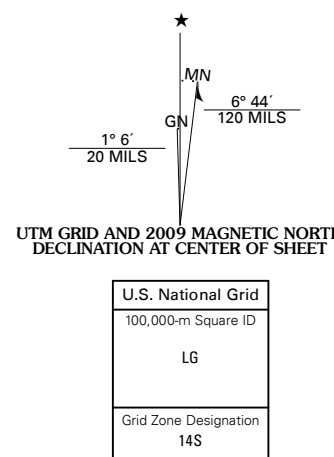 ★
MN
GN
6° 44´
120 MILS
1° 6´
20 MILS
UTM GRID AND 2009 MAGNETIC NORTH
DECLINATION AT CENTER OF SHEET
U.S. National Grid
100,000-m Square ID
LG
Grid Zone Designation
14S